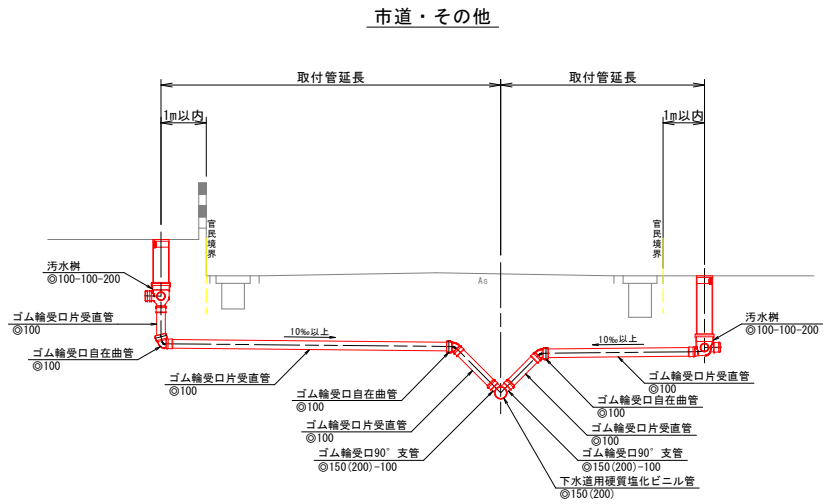 市道・その他
取付管延長
取付管延長
1m以内
1m以内
官民境界
官民境界
As
汚水桝
◎100-100-200
ゴム輪受口片受直管
◎100
ゴム輪受口自在曲管
◎100
10‰以上
10‰以上
汚水桝
◎100-100-200
ゴム輪受口片受直管
◎100
ゴム輪受口自在曲管
◎100
ゴム輪受口片受直管
◎100
ゴム輪受口90°支管
◎150(200)-100
ゴム輪受口片受直管
◎100
ゴム輪受口自在曲管
◎100
ゴム輪受口片受直管
◎100
ゴム輪受口90°支管
◎150(200)-100
下水道用硬質塩化ビニル管
◎150(200)